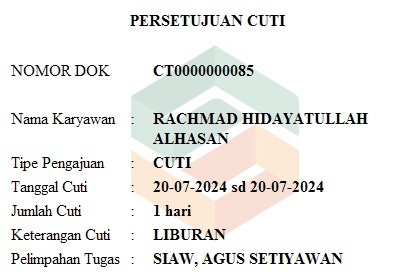 PERSETUJUAN CUTI
NOMOR DOK CT0000000085
Nama Karyawan : RACHMAD HIDAYATULLAH
ALHASAN
Tipe Pengajuan : CUTI
Tanggal Cuti : 20-07-2024 sd 20-07-2024
Jumlah Cuti : 1 hari
Keterangan Cuti : LIBURAN
Pelimpahan Tugas : SIAW, AGUS SETIYAWAN